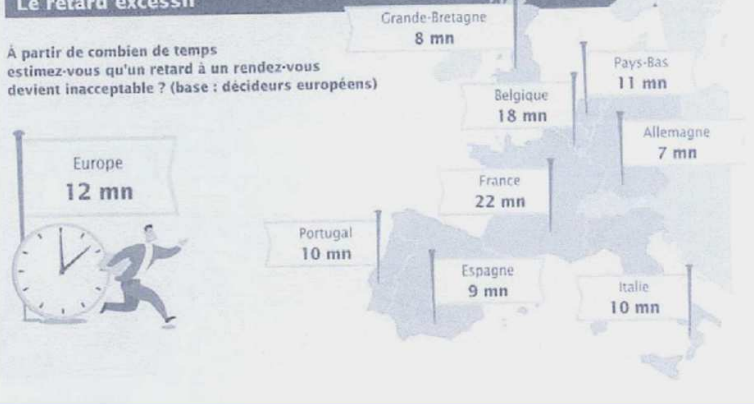 Le retard excessif
À partir de combien de temps
estimez-vous qu'un retard à un rendez-vous
devient inacceptable ? (base : décideurs européens)
Europe
12 mn
Grande-Bretagne
8 mn
Pays-Bas
11 mn
Belgique
18 mn
Allemagne
7 mn
France
22 mn
Portugal
10 mn
Espagne
9 mn
Italie
10 mn